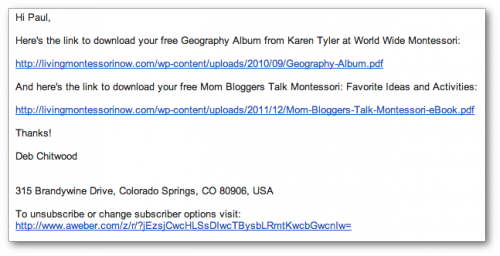 Hi Paul,
Here's the link to download your free Geography Album from Karen Tyler at World Wide Montessori:
http://livingmontessorinow.com/wp-content/uploads/2010/09/Geography-Album.pdf
And here's the link to download your free Mom Bloggers Talk Montessori: Favorite Ideas and Activities:
http://livingmontessorinow.com/wp-content/uploads/2011/12/Mom-Bloggers-Talk-Montessori-eBook.pdf
Thanks!
Deb Chitwood
315 Brandywine Drive, Colorado Springs, CO 80906, USA
To unsubscribe or change subscriber options visit:
http://www.aweber.com/z/r/?jEzsjCwcHLSsDIwcTBysbLRmtKwcbGwcnIw=